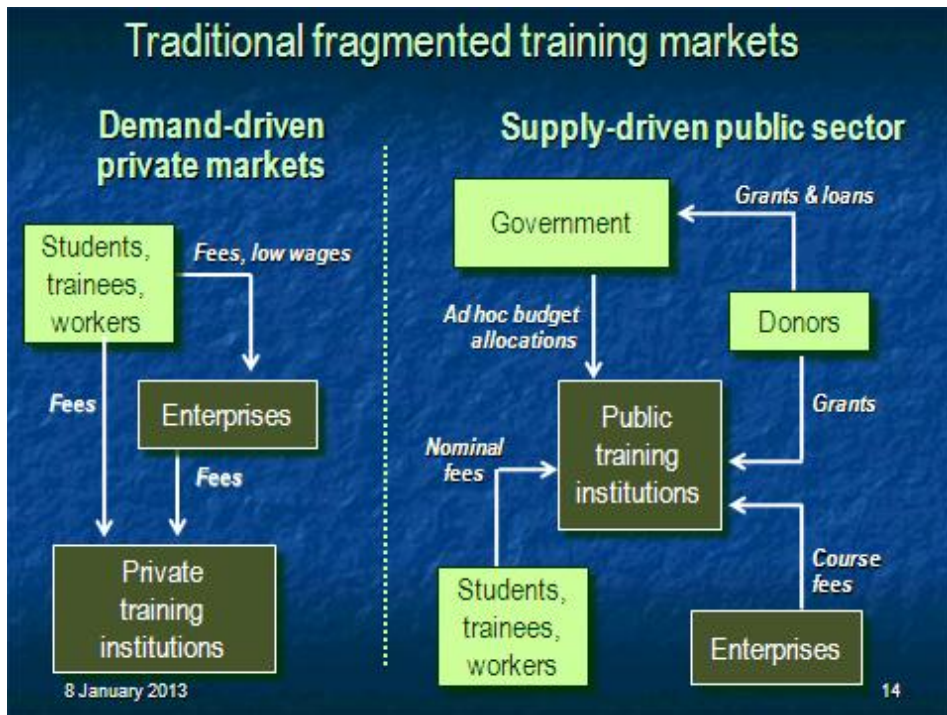 Traditional fragmented training markets
Demand-driven
private markets
Students,
trainees,
workers
Fees, low wages
Fees
Enterprises
Fees
Private
training
institutions
Supply-driven public sector
Government
Grants & loans
Ad hoc budget
allocations
Donors
Grants
Public
training
institutions
Nominal
fees
Students,
trainees,
workers
Course
fees
Enterprises
8 January 2013
14